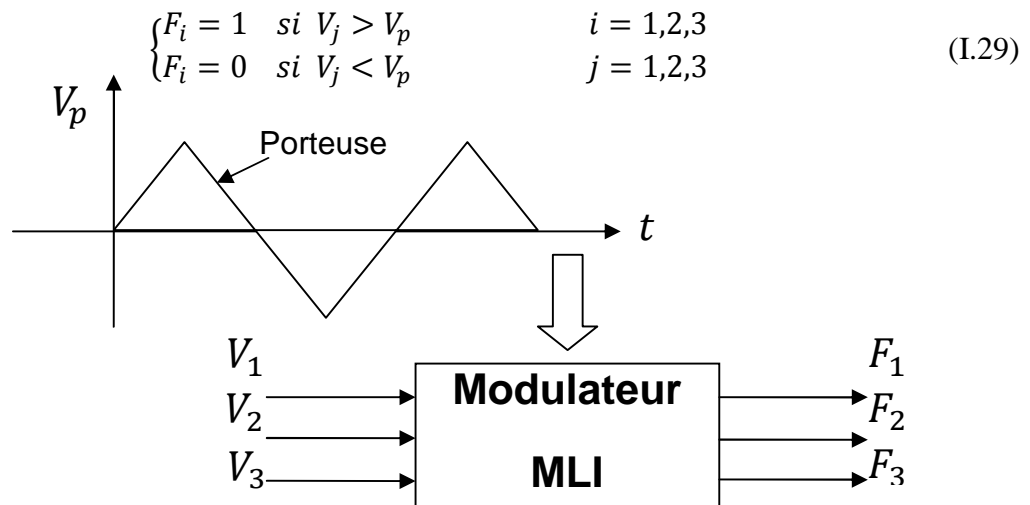 F_i = 1 si V_j > V_p i = 1,2,3
F_i = 0 si V_j < V_p j = 1,2,3
(I.29)
V_p
Porteuse
t
V_1
V_2
V_3
Modulateur
MLI
F_1
F_2
F_3